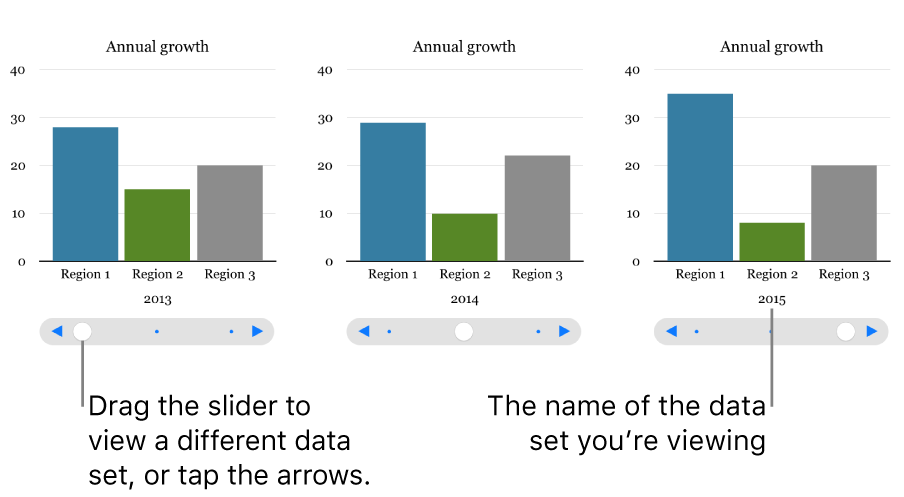 Annual growth
40
30
20
10
0
Region 1 Region 2 Region 3
2013
Annual growth
40
30
20
10
0
Region 1 Region 2 Region 3
2014
Annual growth
40
30
20
10
0
Region 1 Region 2 Region 3
2015
Drag the slider to
view a different data
set, or tap the arrows.
The name of the data
set you’re viewing